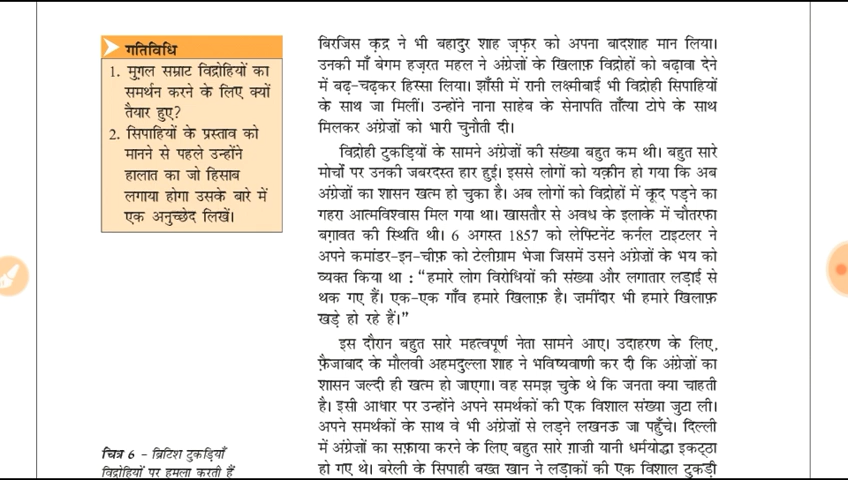 गतिविधि
1. मुग़ल सम्राट विद्रोहियों का
समर्थन करने के लिए क्यों
तैयार हुए?
2. सिपाहियों के प्रस्ताव को
मानने से पहले उन्होंने
हालात का जो हिसाब
लगाया होगा उसके बारे में
एक अनुच्छेद लिखें।
बिरजिस क़द्र ने भी बहादुर शाह ज़फ़र को अपना बादशाह मान लिया।
उनकी माँ बेगम हज़रत महल ने अंग्रेज़ों के ख़िलाफ़ विद्रोहों को बढ़ावा देने
में बढ़-चढ़कर हिस्सा लिया। झाँसी में रानी लक्ष्मीबाई भी विद्रोही सिपाहियों
के साथ जा मिलीं। उन्होंने नाना साहेब के सेनापति ताँत्या टोपे के साथ
मिलकर अंग्रेज़ों को भारी चुनौती दी।
विद्रोही टुकड़ियों के सामने अंग्रेज़ों की संख्या बहुत कम थी। बहुत सारे
मोर्चों पर उनकी जबरदस्त हार हुई। इससे लोगों को यक़ीन हो गया कि अब
अंग्रेज़ों का शासन खत्म हो चुका है। अब लोगों को विद्रोहों में कूद पड़ने का
गहरा आत्मविश्वास मिल गया था। खासतौर से अवध के इलाक़े में चौतरफा
बग़ावत की स्थिति थी। 6 अगस्त 1857 को लेफ्टिनेंट कर्नल टाइटलर ने
अपने कमांडर-इन-चीफ़ को टेलीग्राम भेजा जिसमें उसने अंग्रेज़ों के भय को
व्यक्त किया था : “हमारे लोग विरोधियों की संख्या और लगातार लड़ाई से
थक गए हैं। एक-एक गाँव हमारे खिलाफ़ है। जमींदार भी हमारे खिलाफ़
खड़े हो रहे हैं।”
इस दौरान बहुत सारे महत्वपूर्ण नेता सामने आए। उदाहरण के लिए,
फ़ैजाबाद के मौलवी अहमदुल्ला शाह ने भविष्यवाणी कर दी कि अंग्रेज़ों का
शासन जल्दी ही खत्म हो जाएगा। वह समझ चुके थे कि जनता क्या चाहती
है। इसी आधार पर उन्होंने अपने समर्थकों की एक विशाल संख्या जुटा ली।
अपने समर्थकों के साथ वे भी अंग्रेज़ों से लड़ने लखनऊ जा पहुँचे। दिल्ली
में अंग्रेज़ों का सफ़ाया करने के लिए बहुत सारे ग़ाज़ी यानी धर्मयोद्धा इकट्ठा
हो गए थे। बरेली के सिपाही बख्त खान ने लड़ाकों की एक विशाल टुकड़ी
चित्र 6 – ब्रिटिश टुकड़ियाँ
विद्रोहियों पर हमला करती हैं